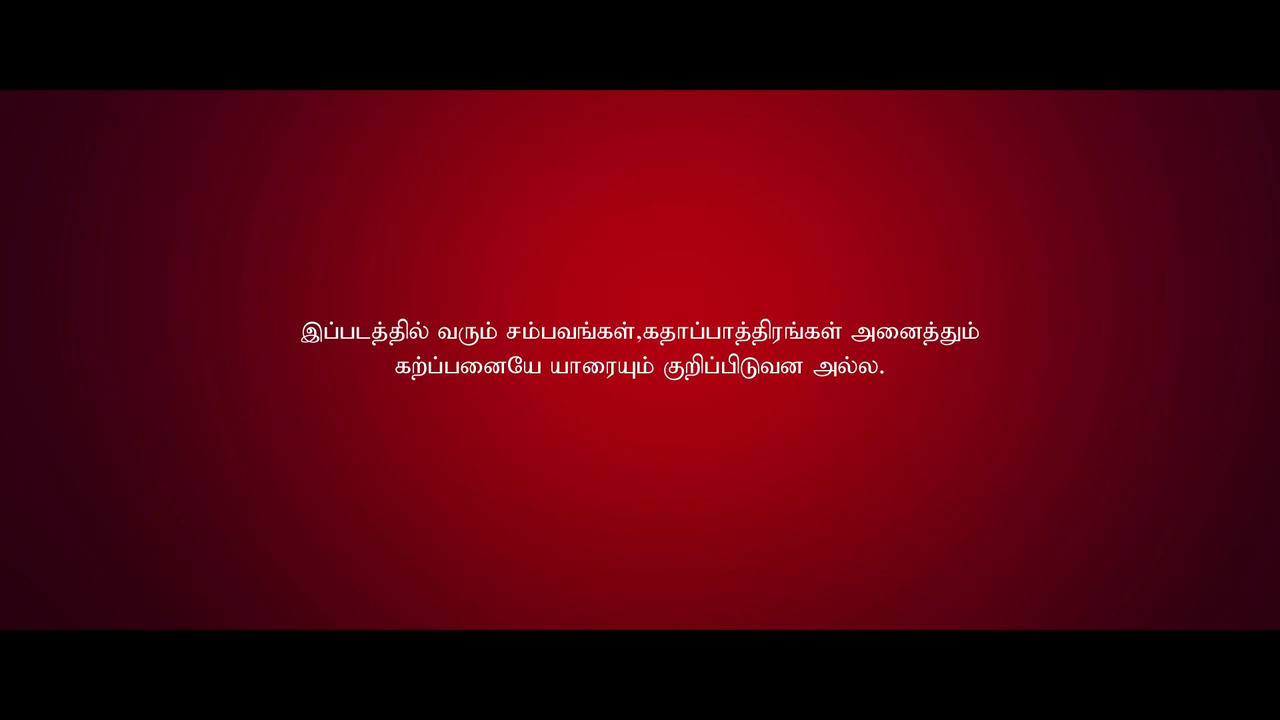 இப்படத்தில் வரும் சம்பவங்கள்,கதாப்பாத்திரங்கள் அனைத்தும்
கற்ப்பனையே யாரையும் குறிப்பிடுவன அல்ல.